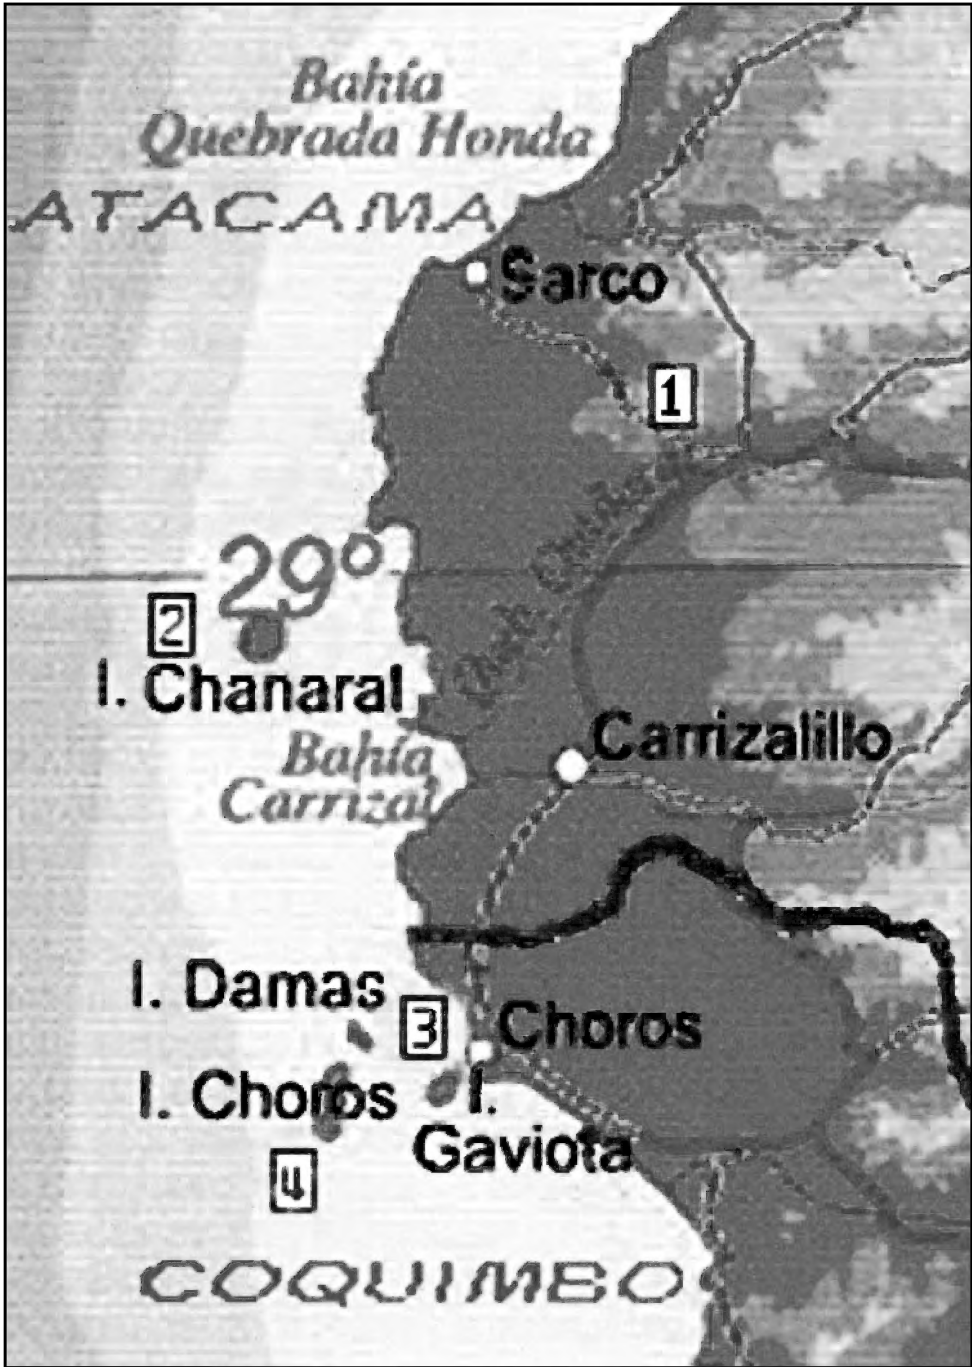 Bahía
Quebrada Honda
ATACAMA
Sarco
1
29°
2
I. Chanaral
Carrizalillo
Bahía
Carrizal
I. Damas
3
Choros
I. Choros
I.
Gaviota
4
COQUIMBO